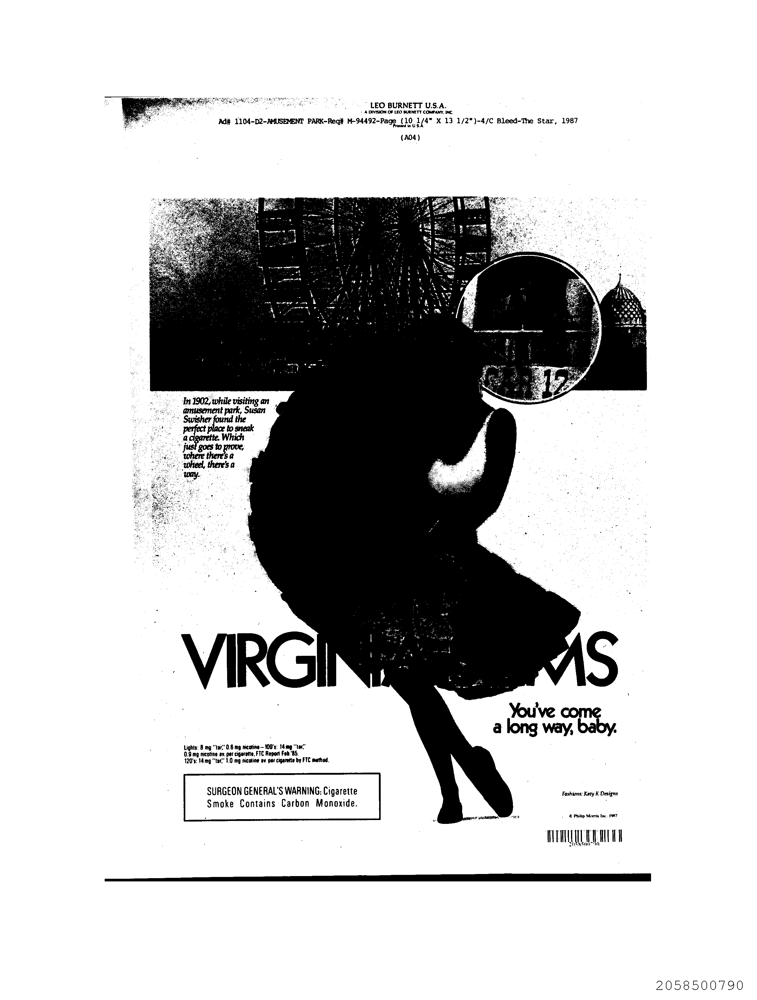 LEO BURNETT U.S.A.
A DIVISION OF LEO BURNETT COMPANY, INC.
Ad# 1104-D2-AMUSEMENT PARK-Req# M-94492-Page (10 1/4" X 13 1/2")-4/C Bleed-The Star, 1987
Printed in U.S.A.
(A04)
CAR 12
In 1902, while visiting an
amusement park, Susan
Swisher found the
perfect place to sneak
a cigarette. Which
just goes to prove,
where there's a
wheel, there's a
way.
VIRGIN MS
You've come
a long way, baby.
Lights: 8 mg "tar," 0.6 mg nicotine–100's: 14 mg "tar,"
0.9 mg nicotine av. per cigarette, FTC Report Feb '85.
120's: 14 mg "tar," 1.0 mg nicotine av. per cigarette by FTC method.
SURGEON GENERAL'S WARNING: Cigarette
Smoke Contains Carbon Monoxide.
Fashions: Katy K Designs
© Philip Morris Inc. 1987
2058500790